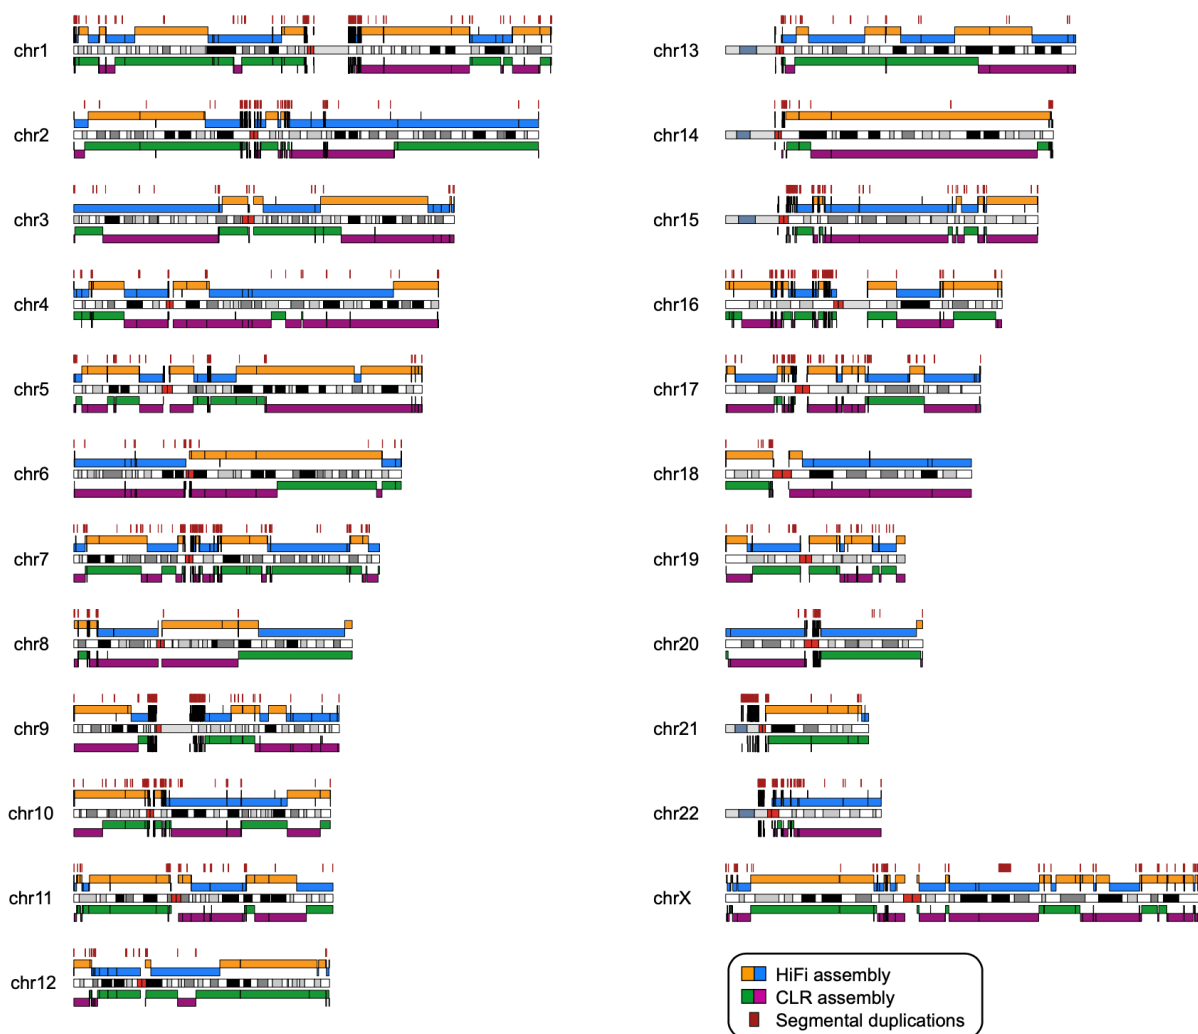 chr1
chr2
chr3
chr4
chr5
chr6
chr7
chr8
chr9
chr10
chr11
chr12
chr13
chr14
chr15
chr16
chr17
chr18
chr19
chr20
chr21
chr22
chrX
HiFi assembly
CLR assembly
Segmental duplications